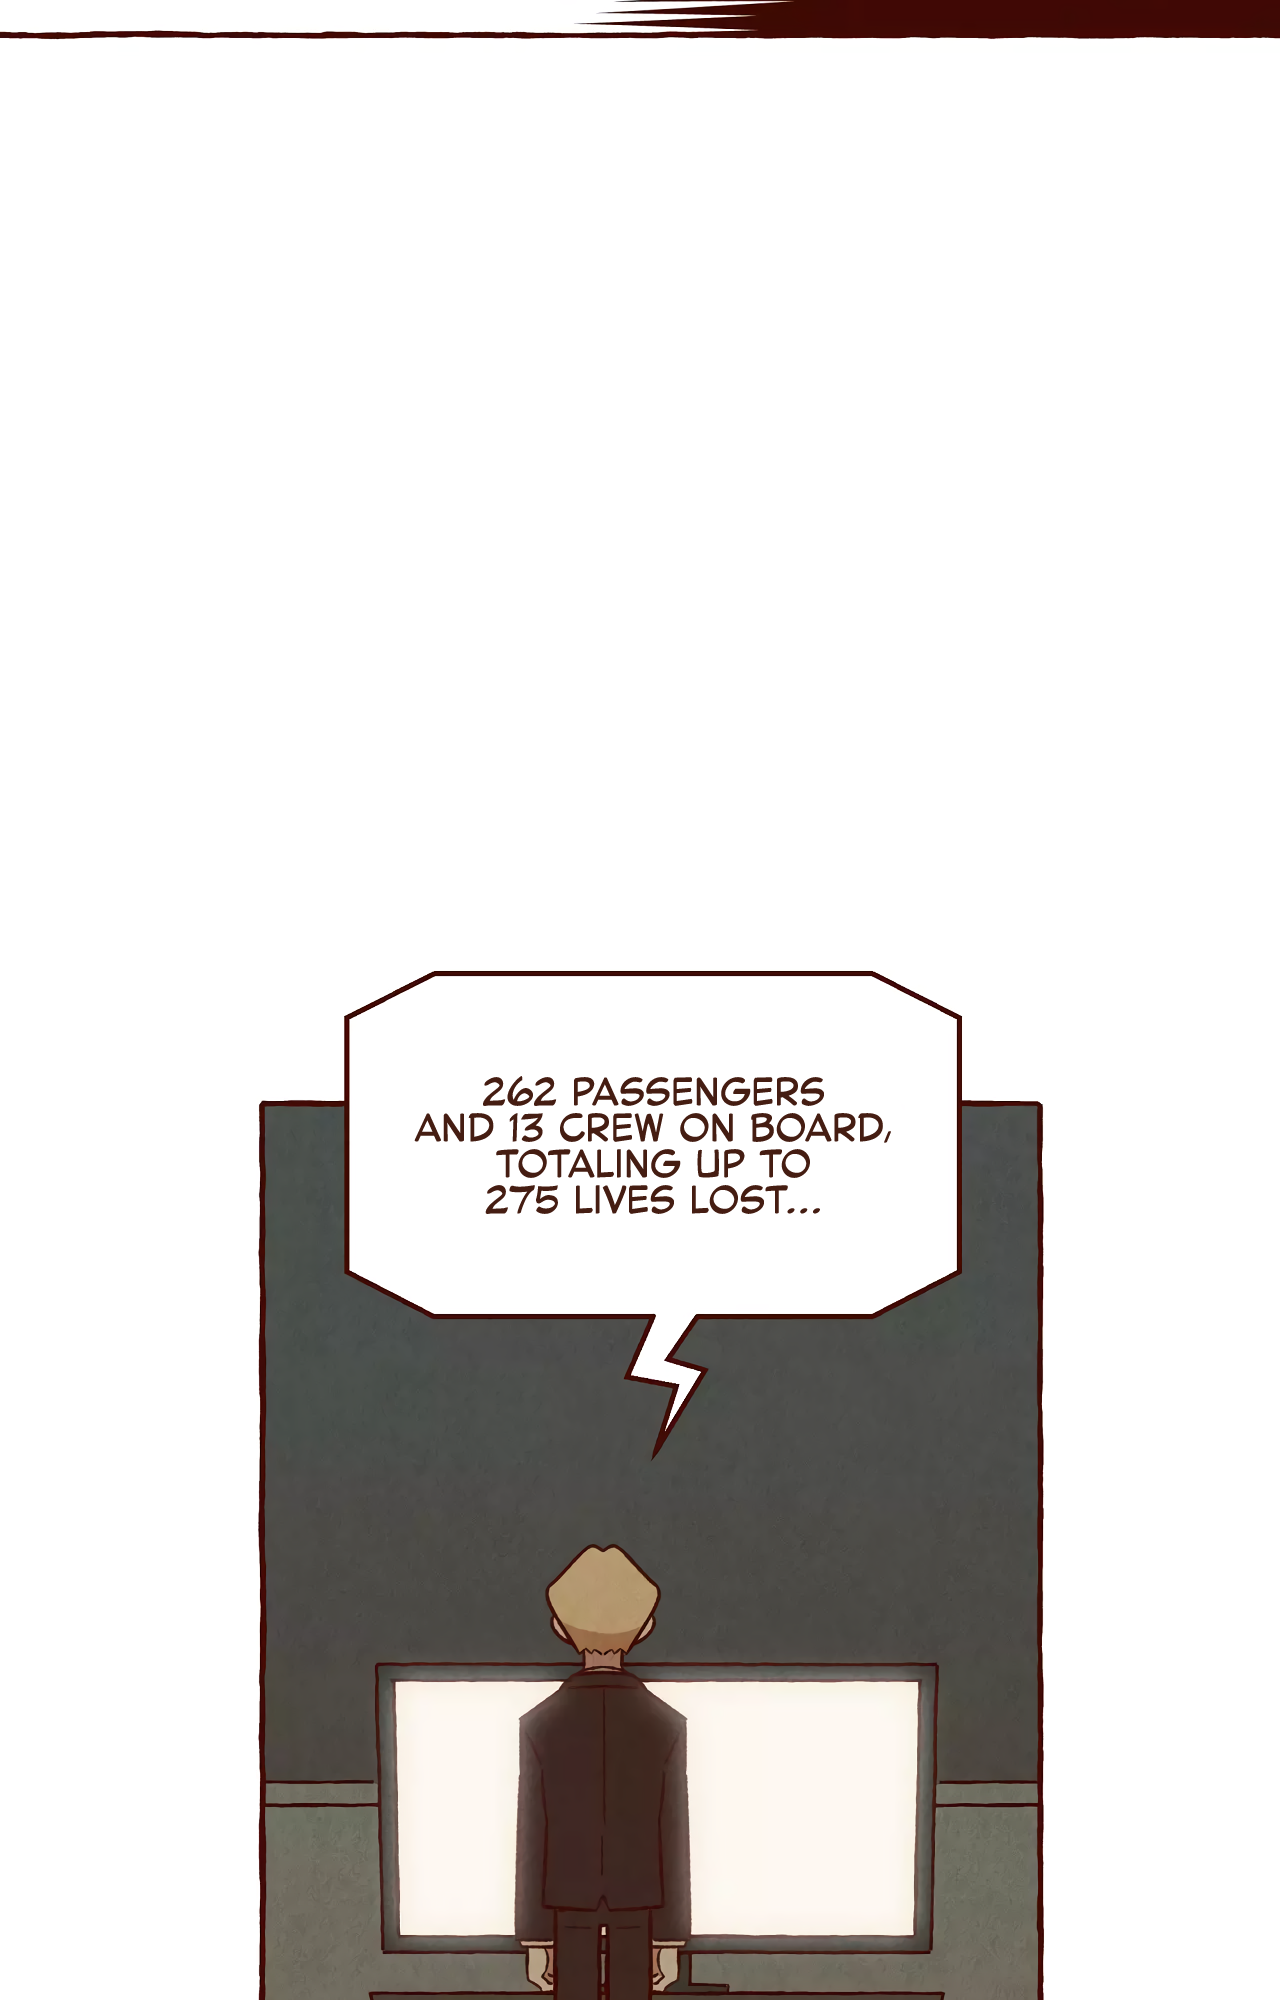 262 PASSENGERS
AND 13 CREW ON BOARD,
TOTALING UP TO
275 LIVES LOST...